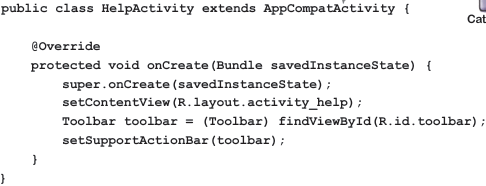 public class HelpActivity extends AppCompatActivity {
Cat
@Override
protected void onCreate(Bundle savedInstanceState) {
super.onCreate(savedInstanceState);
setContentView(R.layout.activity_help);
Toolbar toolbar = (Toolbar) findViewById(R.id.toolbar);
setSupportActionBar(toolbar);
}
}